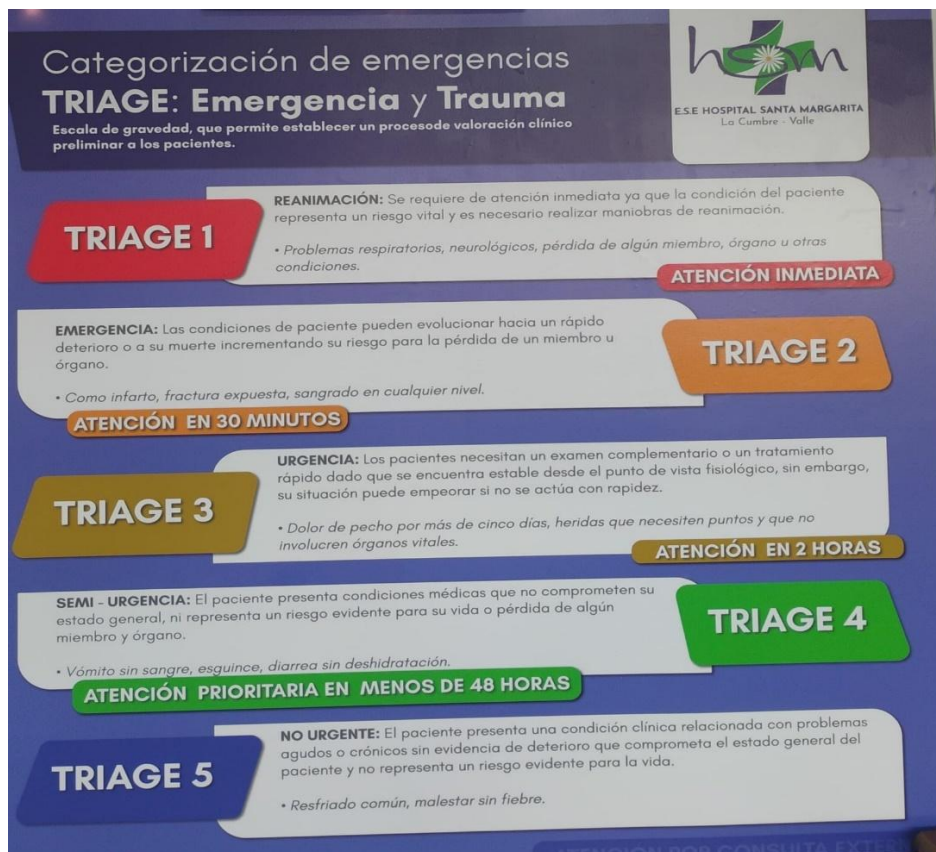 Categorización de emergencias
TRIAGE: Emergencia y Trauma
Escala de gravedad, que permite establecer un procesode valoración clínico
preliminar a los pacientes.
hsm
E.S.E HOSPITAL SANTA MARGARITA
La Cumbre - Valle
TRIAGE 1
REANIMACIÓN: Se requiere de atención inmediata ya que la condición del paciente
representa un riesgo vital y es necesario realizar maniobras de reanimación.
• Problemas respiratorios, neurológicos, pérdida de algún miembro, órgano u otras
condiciones.
ATENCIÓN INMEDIATA
EMERGENCIA: Las condiciones de paciente pueden evolucionar hacia un rápido
deterioro o a su muerte incrementando su riesgo para la pérdida de un miembro u
órgano.
• Como infarto, fractura expuesta, sangrado en cualquier nivel.
TRIAGE 2
ATENCIÓN EN 30 MINUTOS
TRIAGE 3
URGENCIA: Los pacientes necesitan un examen complementario o un tratamiento
rápido dado que se encuentra estable desde el punto de vista fisiológico, sin embargo,
su situación puede empeorar si no se actúa con rapidez.
• Dolor de pecho por más de cinco días, heridas que necesiten puntos y que no
involucren órganos vitales.
ATENCIÓN EN 2 HORAS
SEMI - URGENCIA: El paciente presenta condiciones médicas que no comprometen su
estado general, ni representa un riesgo evidente para su vida o pérdida de algún
miembro y órgano.
• Vómito sin sangre, esguince, diarrea sin deshidratación.
TRIAGE 4
ATENCIÓN PRIORITARIA EN MENOS DE 48 HORAS
TRIAGE 5
NO URGENTE: El paciente presenta una condición clínica relacionada con problemas
agudos o crónicos sin evidencia de deterioro que comprometa el estado general del
paciente y no representa un riesgo evidente para la vida.
• Resfriado común, malestar sin fiebre.
ATENCION POR CONSULTA